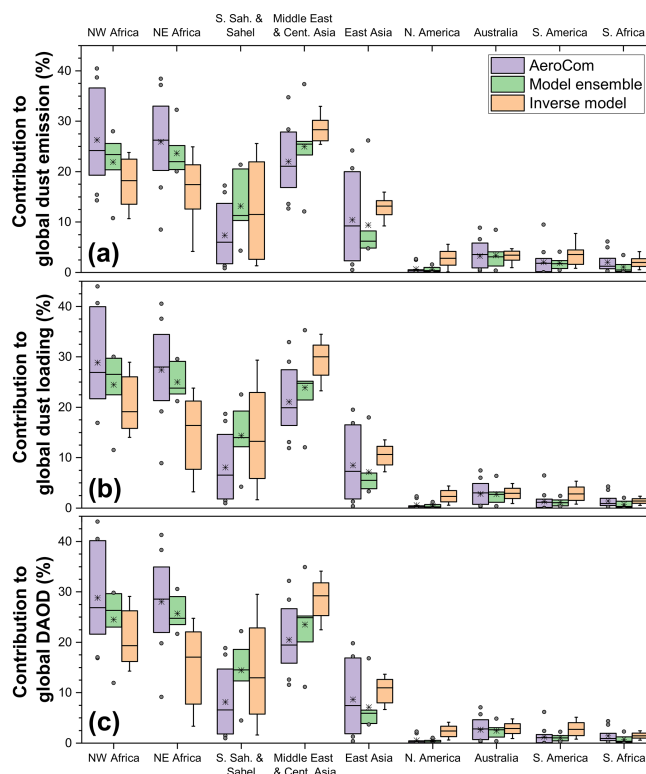 S. Sah. & Middle East
NW Africa NE Africa Sahel & Cent. Asia East Asia N. America Australia S. America S. Africa
Contribution to
global dust emission (%)
40
30
20
10
0
(a)
AeroCom
Model ensemble
Inverse model
Contribution to
global dust loading (%)
40
30
20
10
0
(b)
Contribution to
global DAOD (%)
40
30
20
10
0
(c)
NW Africa NE Africa S. Sah. & Middle East East Asia N. America Australia S. America S. Africa
Sahel & Cent. Asia